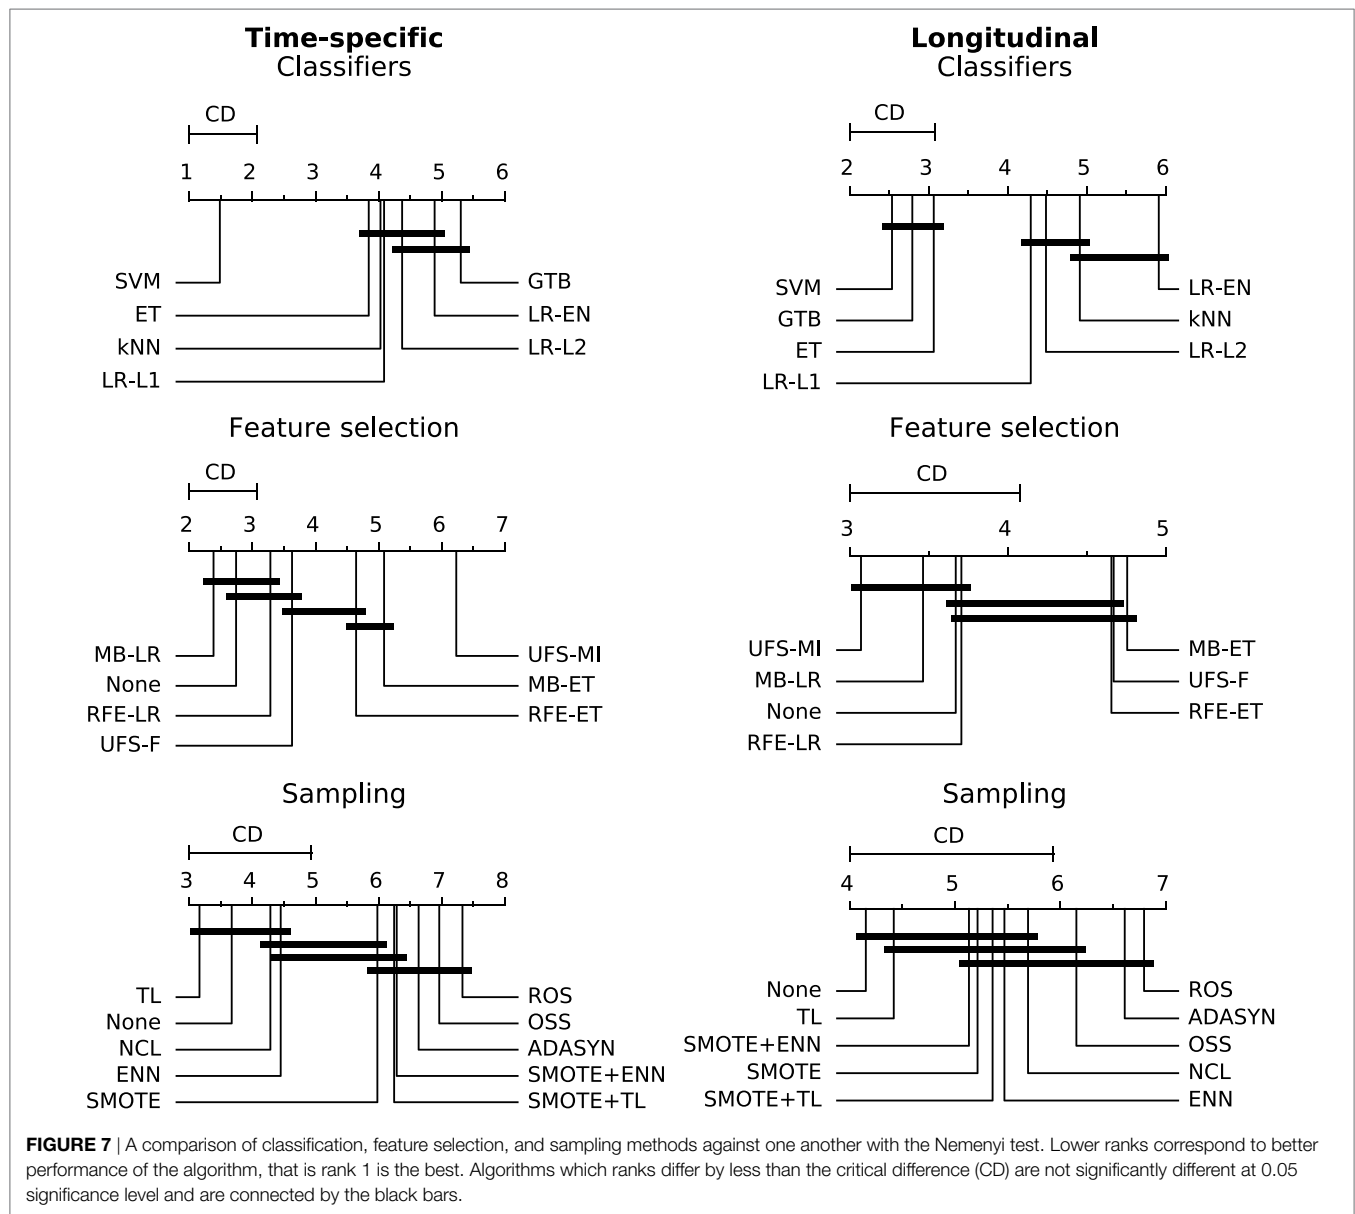 Time-specific
Classifiers
CD
1 2 3 4 5 6
SVM
ET
kNN
LR-L1
GTB
LR-EN
LR-L2
Longitudinal
Classifiers
CD
2 3 4 5 6
SVM
GTB
ET
LR-L1
LR-EN
kNN
LR-L2
Feature selection
CD
2 3 4 5 6 7
MB-LR
None
RFE-LR
UFS-F
UFS-MI
MB-ET
RFE-ET
Feature selection
CD
3 4 5
UFS-MI
MB-LR
None
RFE-LR
MB-ET
UFS-F
RFE-ET
Sampling
CD
3 4 5 6 7 8
TL
None
NCL
ENN
SMOTE
ROS
OSS
ADASYN
SMOTE+ENN
SMOTE+TL
Sampling
CD
4 5 6 7
None
TL
SMOTE+ENN
SMOTE
SMOTE+TL
ROS
ADASYN
OSS
NCL
ENN
FIGURE 7 | A comparison of classification, feature selection, and sampling methods against one another with the Nemenyi test. Lower ranks correspond to better
performance of the algorithm, that is rank 1 is the best. Algorithms which ranks differ by less than the critical difference (CD) are not significantly different at 0.05
significance level and are connected by the black bars.